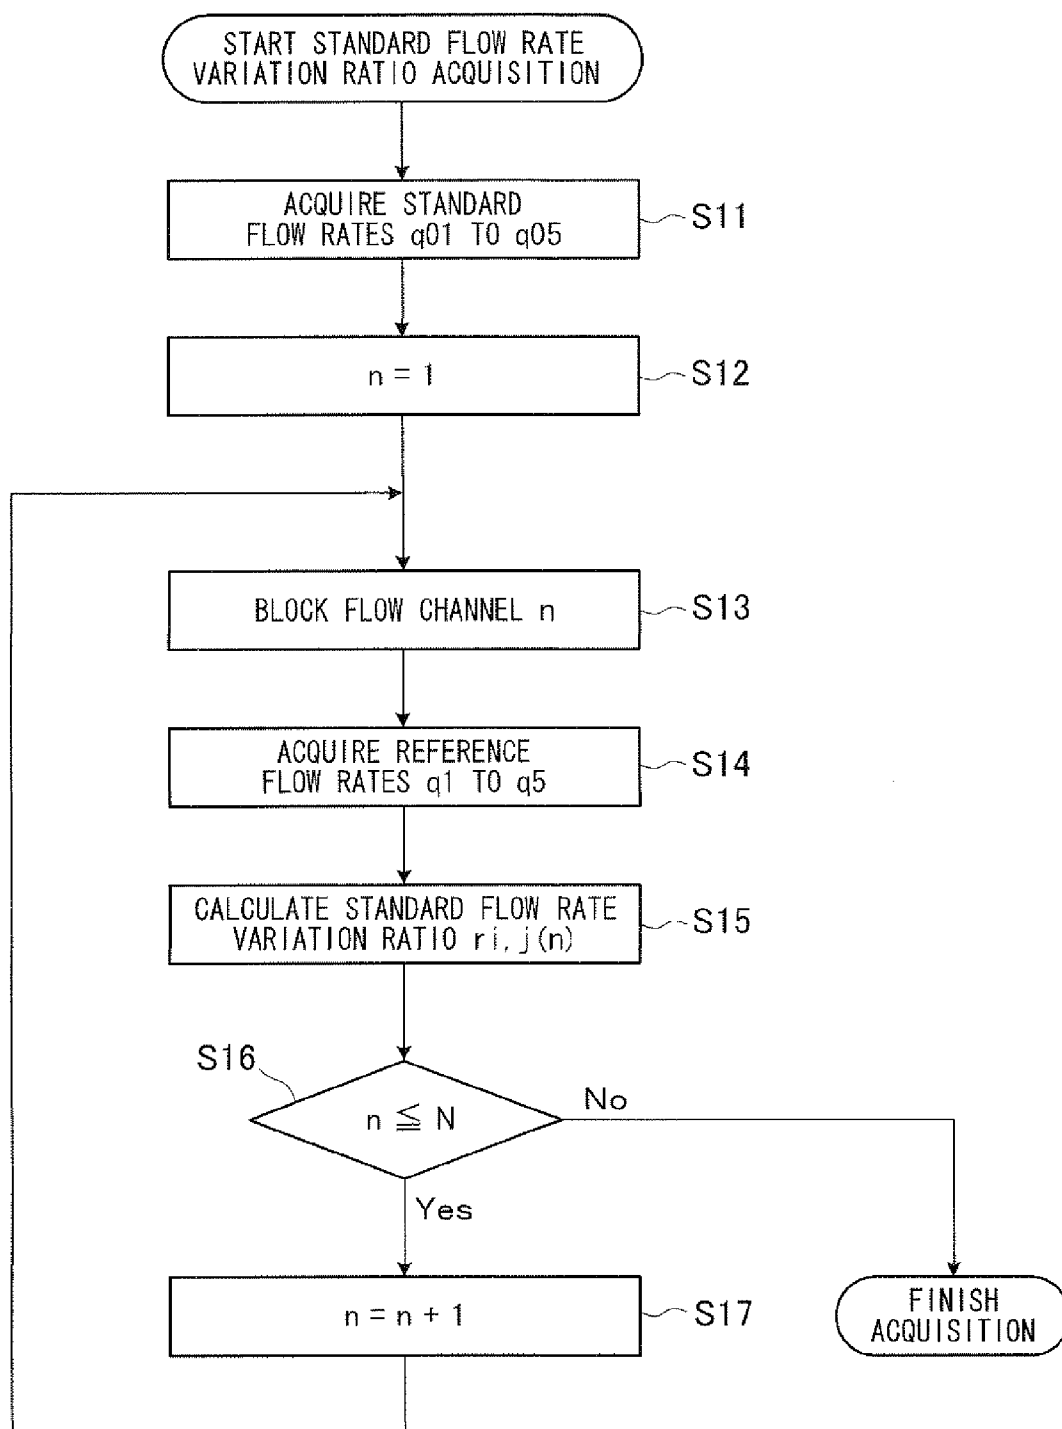 START STANDARD FLOW RATE
VARIATION RATIO ACQUISITION
ACQUIRE STANDARD
FLOW RATES q01 TO q05
S11
n = 1
S12
BLOCK FLOW CHANNEL n
S13
ACQUIRE REFERENCE
FLOW RATES q1 TO q5
S14
CALCULATE STANDARD FLOW RATE
VARIATION RATIO ri, j(n)
S15
S16
n ≦ N
No
Yes
n = n + 1
S17
FINISH
ACQUISITION